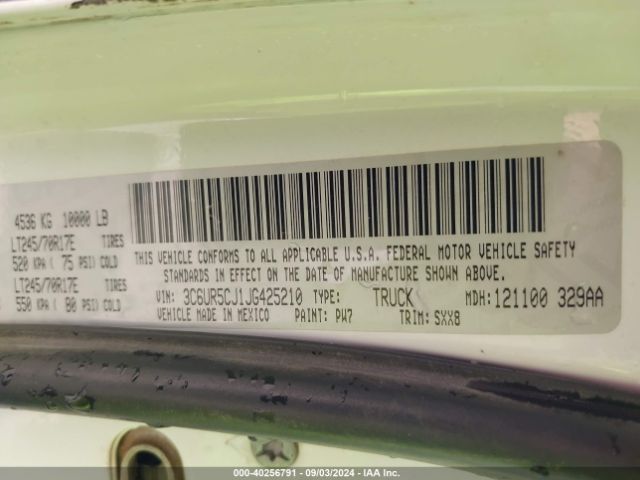 4536 KG 10000 LB
LT245/70R17E TIRES
520 KPA ( 75 PSI) COLD
LT245/70R17E TIRES
550 KPA ( 80 PSI) COLD
THIS VEHICLE CONFORMS TO ALL APPLICABLE U.S.A. FEDERAL MOTOR VEHICLE SAFETY
STANDARDS IN EFFECT ON THE DATE OF MANUFACTURE SHOWN ABOVE.
VIN: 3C6UR5CJ1JG425210 TYPE: TRUCK MDH: 121100 329AA
VEHICLE MADE IN MEXICO PAINT: PW7 TRIM: SXX8
000-40256791 - 09/03/2024 - IAA Inc.